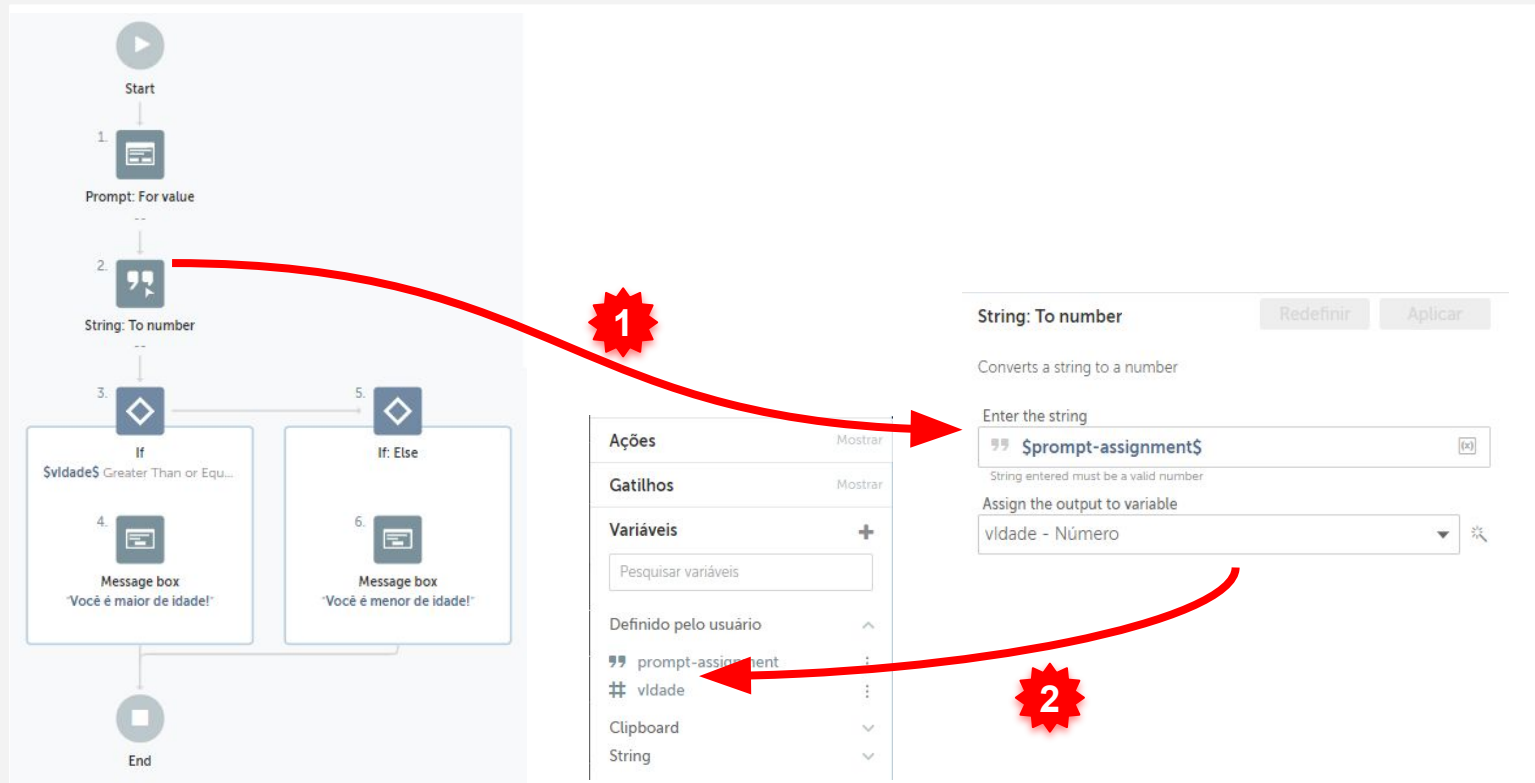 Start
1.
Prompt: For value
--
2.
String: To number
--
3.
If
$vIdade$ Greater Than or Equ...
4.
Message box
"Você é maior de idade!"
5.
If: Else
6.
Message box
"Você é menor de idade!"
End
1
Ações Mostrar
Gatilhos Mostrar
Variáveis
Pesquisar variáveis
Definido pelo usuário
prompt-assignment
vIdade
Clipboard
String
String: To number Redefinir Aplicar
Converts a string to a number
Enter the string
$prompt-assignment$ (x)
String entered must be a valid number
Assign the output to variable
vIdade - Número
2